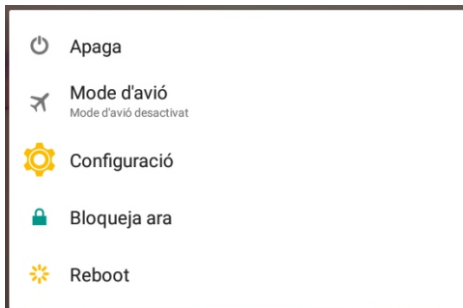 Apaga
Mode d'avió
Mode d'avió desactivat
Configuració
Bloqueja ara
Reboot